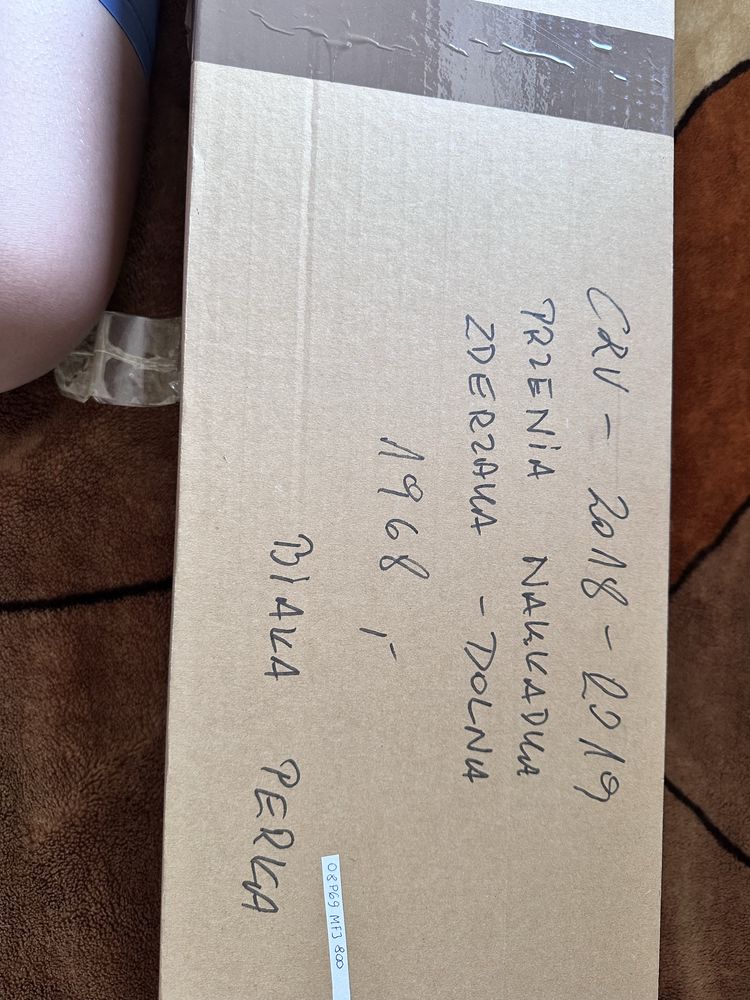 CRV - 2018 - 2019
PRZENIA NAKŁADKA
ZDERZAKA - DOLNA
1968,-
BIAŁA PERŁA
08P69 MFJ 800